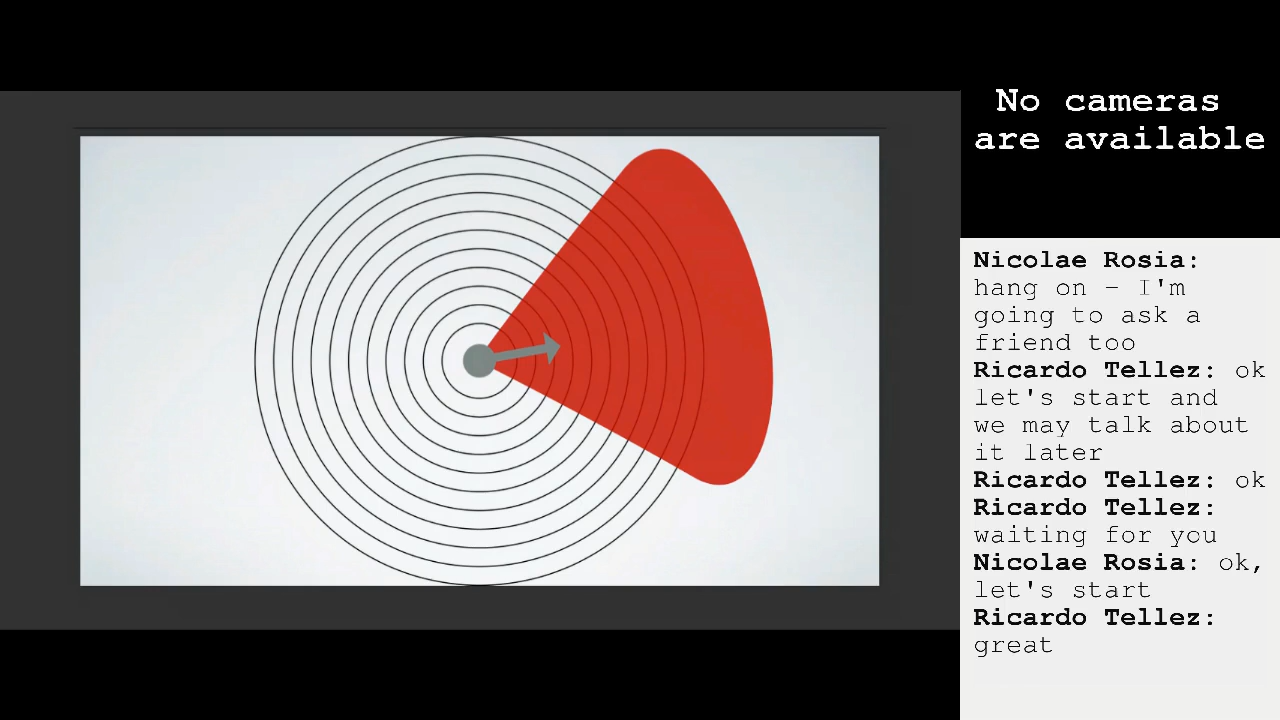 No cameras
are available
Nicolae Rosia:
hang on – I'm
going to ask a
friend too
Ricardo Tellez: ok
let's start and
we may talk about
it later
Ricardo Tellez: ok
Ricardo Tellez:
waiting for you
Nicolae Rosia: ok,
let's start
Ricardo Tellez:
great